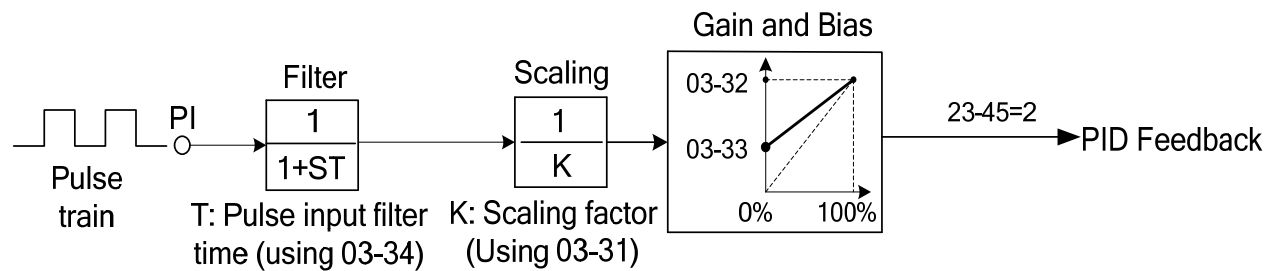 Gain and Bias
Filter
Scaling
03-32
PI
1
1+ST
1
K
03-33
23-45=2
PID Feedback
Pulse
train
0%
100%
T: Pulse input filter
time (using 03-34)
K: Scaling factor
(Using 03-31)